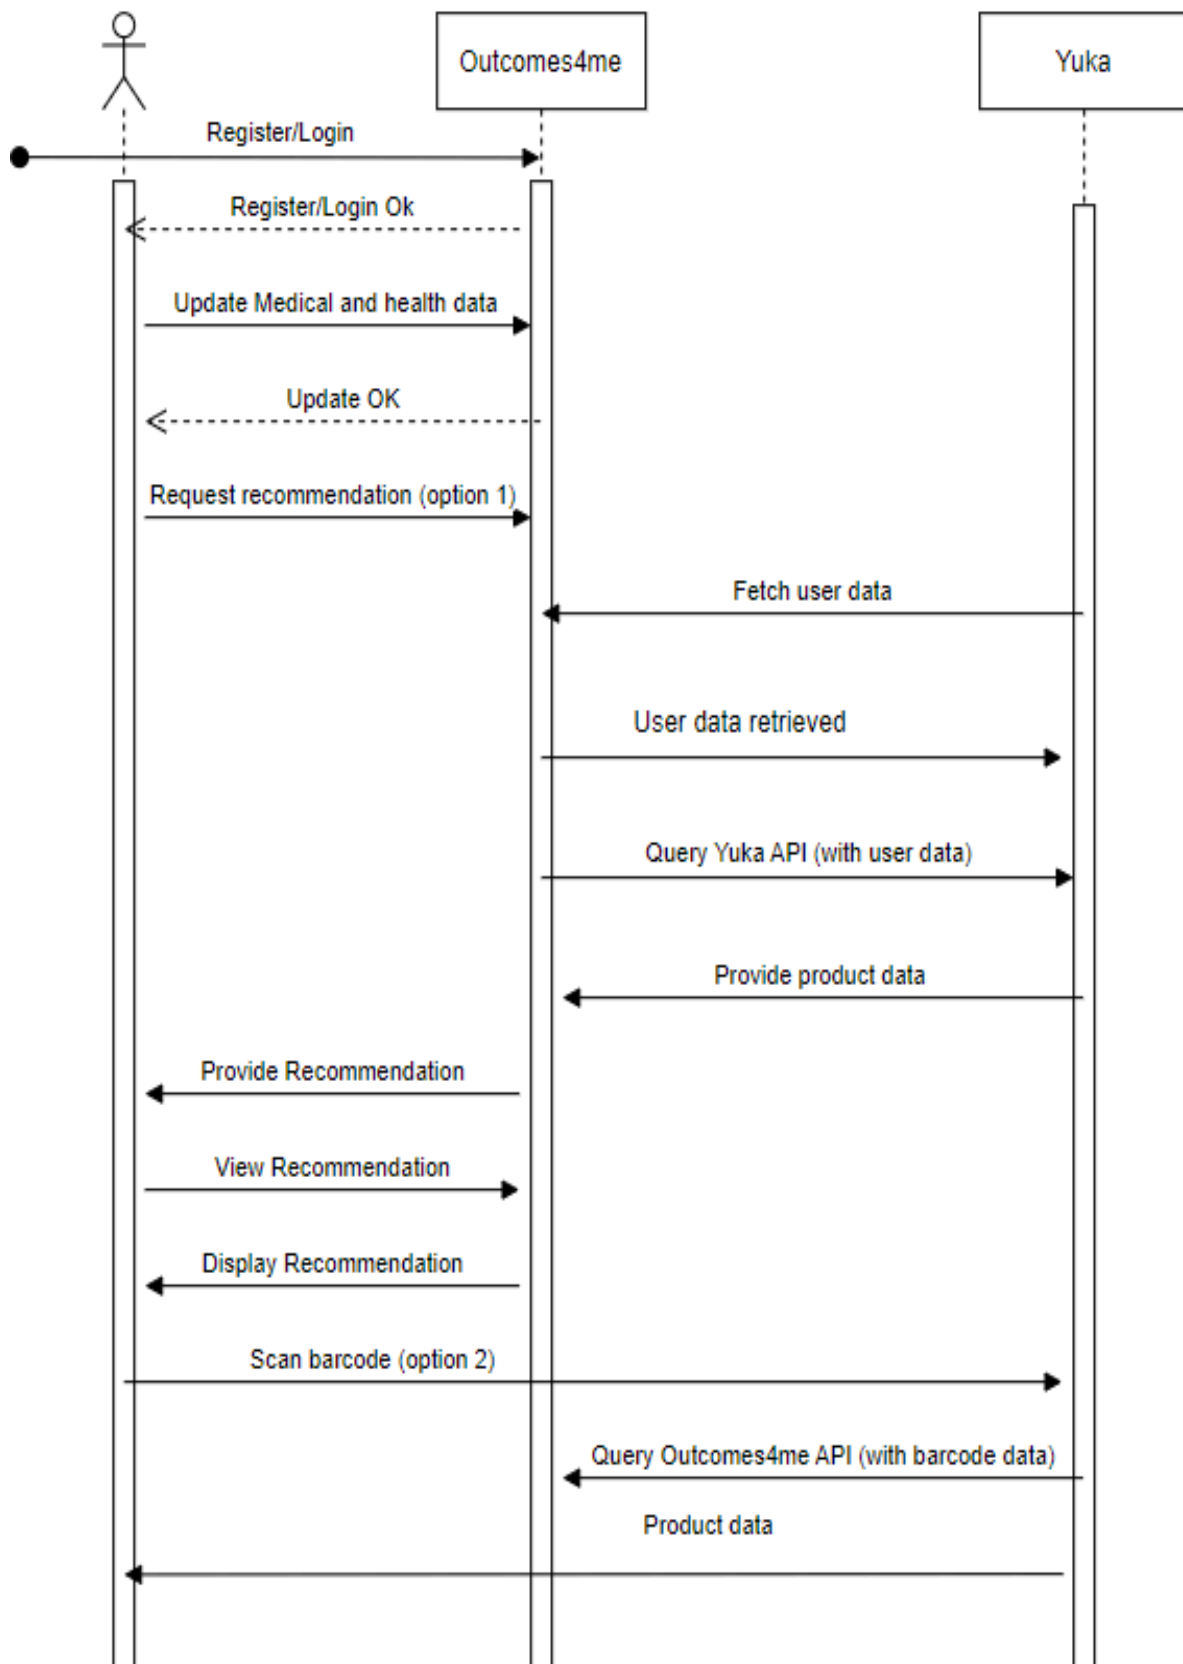 Outcomes4me
Yuka
Register/Login
Register/Login Ok
Update Medical and health data
Update OK
Request recommendation (option 1)
Fetch user data
User data retrieved
Query Yuka API (with user data)
Provide product data
Provide Recommendation
View Recommendation
Display Recommendation
Scan barcode (option 2)
Query Outcomes4me API (with barcode data)
Product data